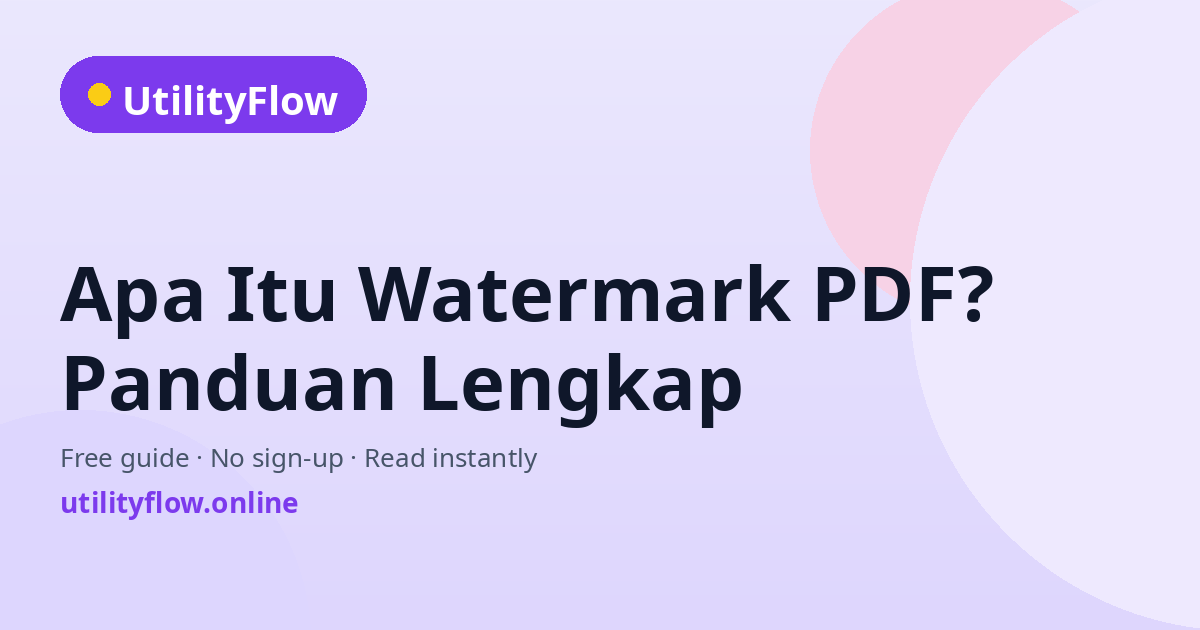 UtilityFlow
Apa Itu Watermark PDF?
Panduan Lengkap
Free guide · No sign-up · Read instantly
utilityflow.online